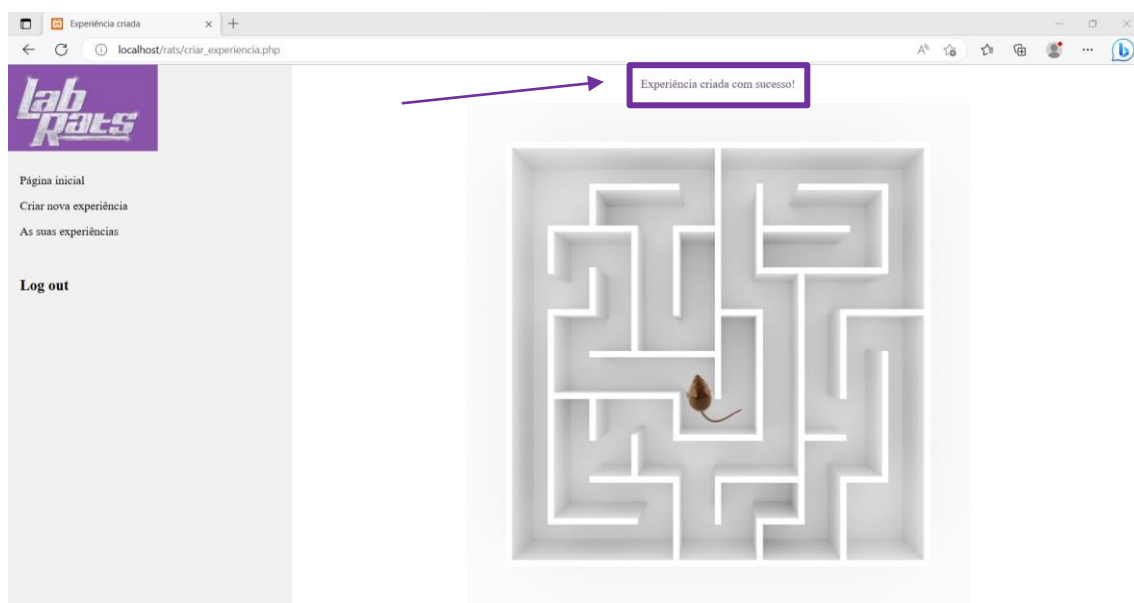 Experiência criada
localhost/rats/criar_experiencia.php
lab
Rats
Página inicial
Criar nova experiência
As suas experiências
Log out
Experiência criada com sucesso!